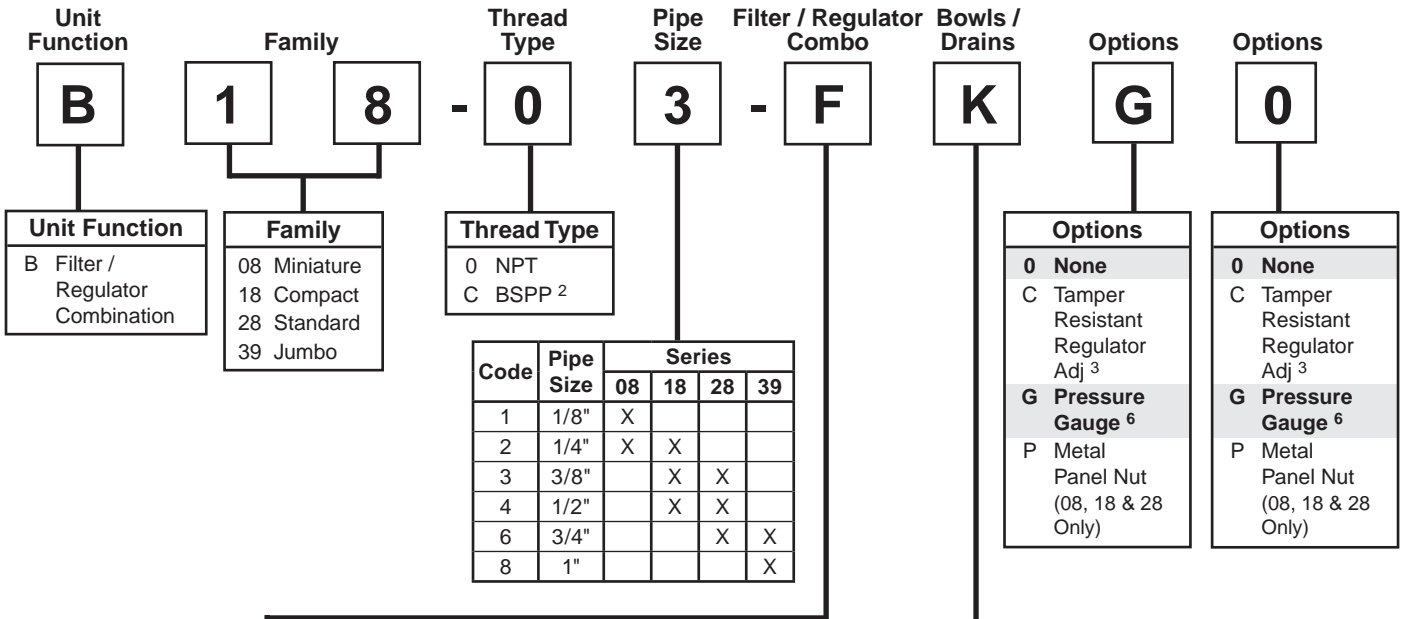 Unit Function
Family
Thread Type
Pipe Size
Filter / Regulator Combo
Bowls / Drains
Options
Options
B 1 8 - 0 3 - F K G 0
Unit Function
B Filter /
Regulator
Combination
Family
08 Miniature
18 Compact
28 Standard
39 Jumbo
Thread Type
0 NPT
C BSPP 2
Code Pipe Size Series
08 18 28 39
1 1/8" X
2 1/4" X X
3 3/8" X X
4 1/2" X X
6 3/4" X X
8 1" X
Options
0 None
C Tamper
Resistant
Regulator
Adj 3
G Pressure
Gauge 6
P Metal
Panel Nut
(08, 18 & 28
Only)
Options
0 None
C Tamper
Resistant
Regulator
Adj 3
G Pressure
Gauge 6
P Metal
Panel Nut
(08, 18 & 28
Only)